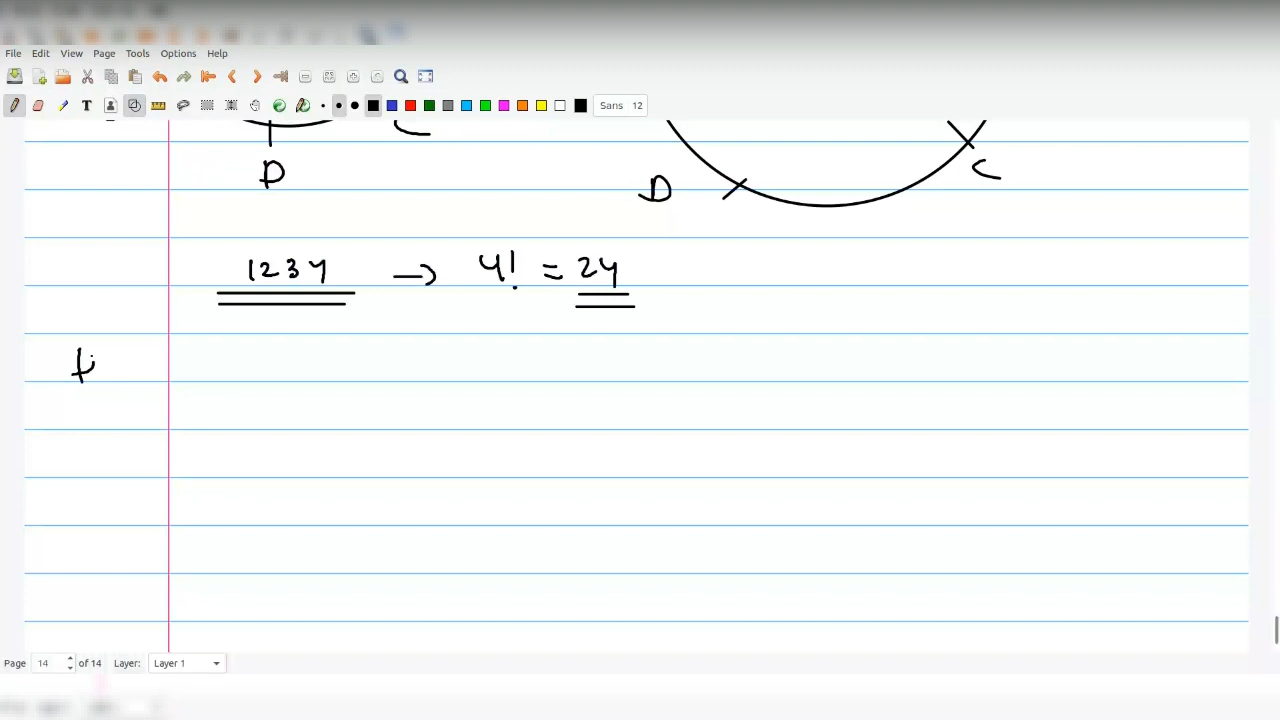 File Edit View Page Tools Options Help
Sans 12
C
D
C
D
1234 → 4! = 24
Page 14 of 14 Layer: Layer 1